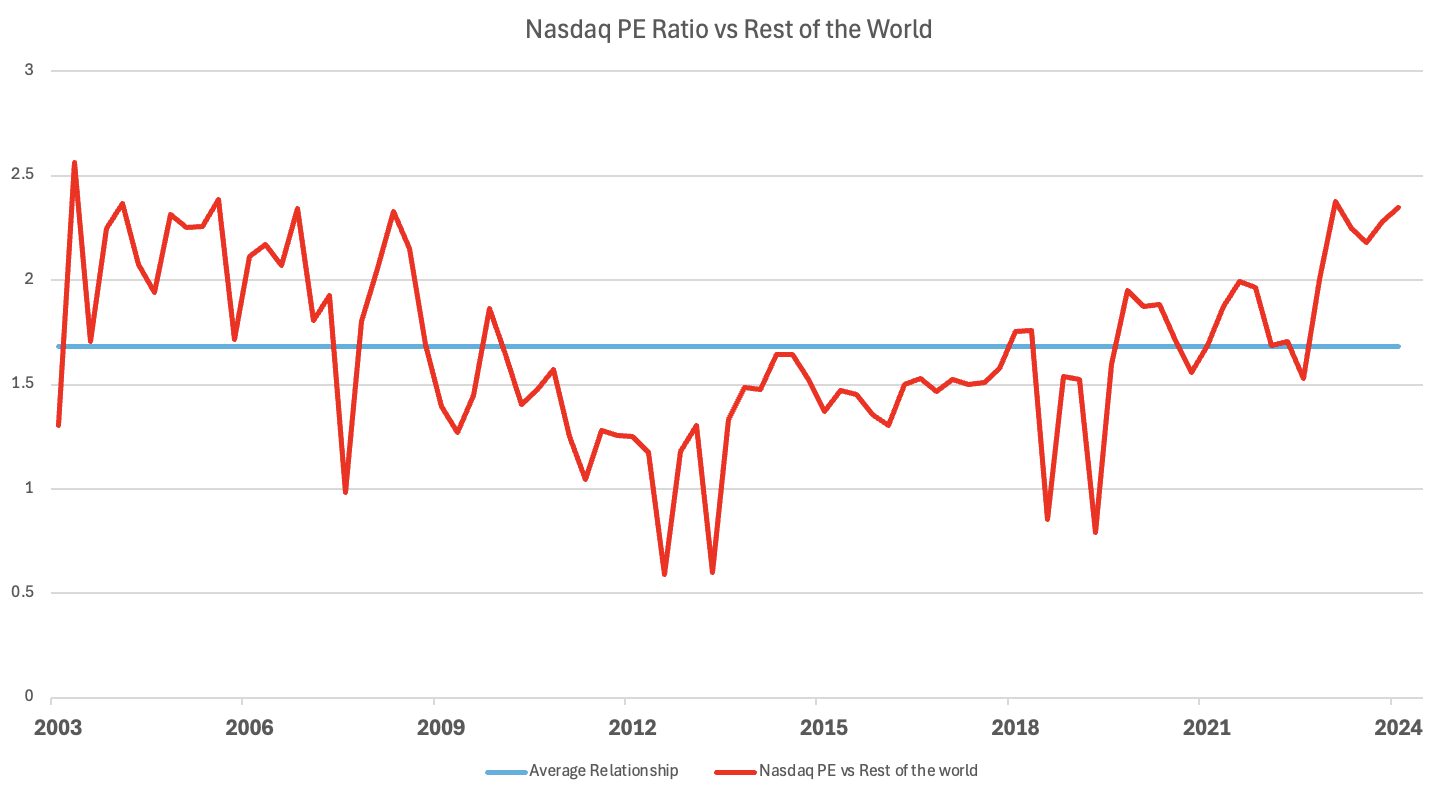 Nasdaq PE Ratio vs Rest of the World
3
2.5
2
1.5
1
0.5
0
2003 2006 2009 2012 2015 2018 2021 2024
Average Relationship Nasdaq PE vs Rest of the world